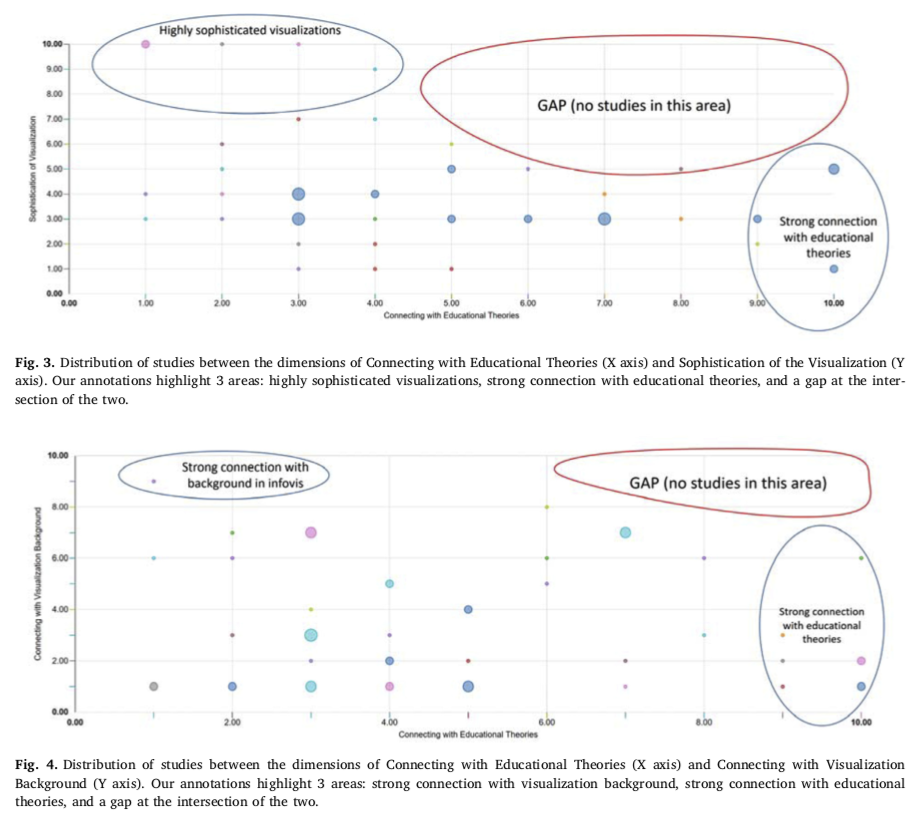 Highly sophisticated visualizations
10.00
9.00
8.00
7.00
6.00
5.00
4.00
3.00
2.00
1.00
0.00
Sophistication of Visualization
GAP (no studies in this area)
Strong connection
with educational
theories
0.00 1.00 2.00 3.00 4.00 5.00 6.00 7.00 8.00 9.00 10.00
Connecting with Educational Theories
Fig. 3. Distribution of studies between the dimensions of Connecting with Educational Theories (X axis) and Sophistication of the Visualization (Y
axis). Our annotations highlight 3 areas: highly sophisticated visualizations, strong connection with educational theories, and a gap at the inter-
section of the two.
10.00
8.00
6.00
4.00
2.00
0.00
Connecting with Visualization Background
Strong connection with
background in infovis
GAP (no studies in this area)
Strong connection
with educational
theories
0.00 2.00 4.00 6.00 8.00 10.00
Connecting with Educational Theories
Fig. 4. Distribution of studies between the dimensions of Connecting with Educational Theories (X axis) and Connecting with Visualization
Background (Y axis). Our annotations highlight 3 areas: strong connection with visualization background, strong connection with educational
theories, and a gap at the intersection of the two.